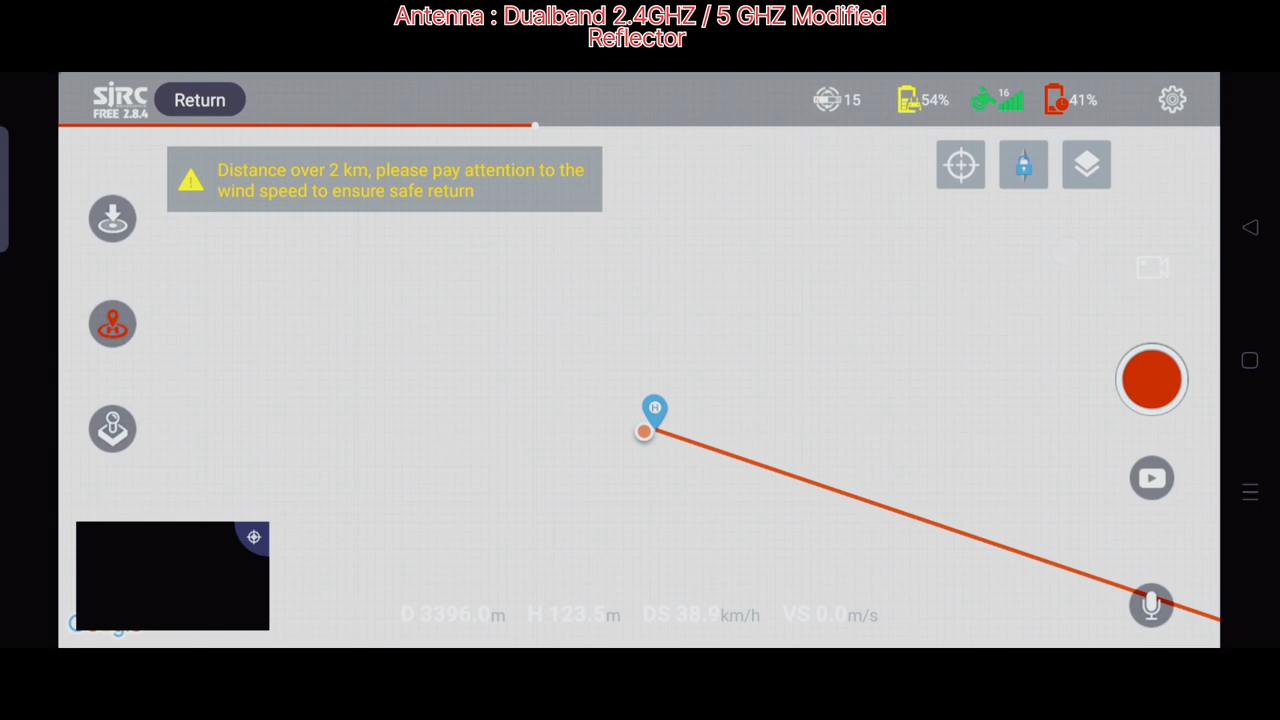 Antenna : Dualband 2.4GHZ / 5 GHZ Modified
Reflector
SJRC
FREE 2.8.4
Return
15
54%
16
41%
Distance over 2 km, please pay attention to the
wind speed to ensure safe return
H
H
D 3396.0m H 123.5m DS 38.9km/h VS 0.0m/s
Google